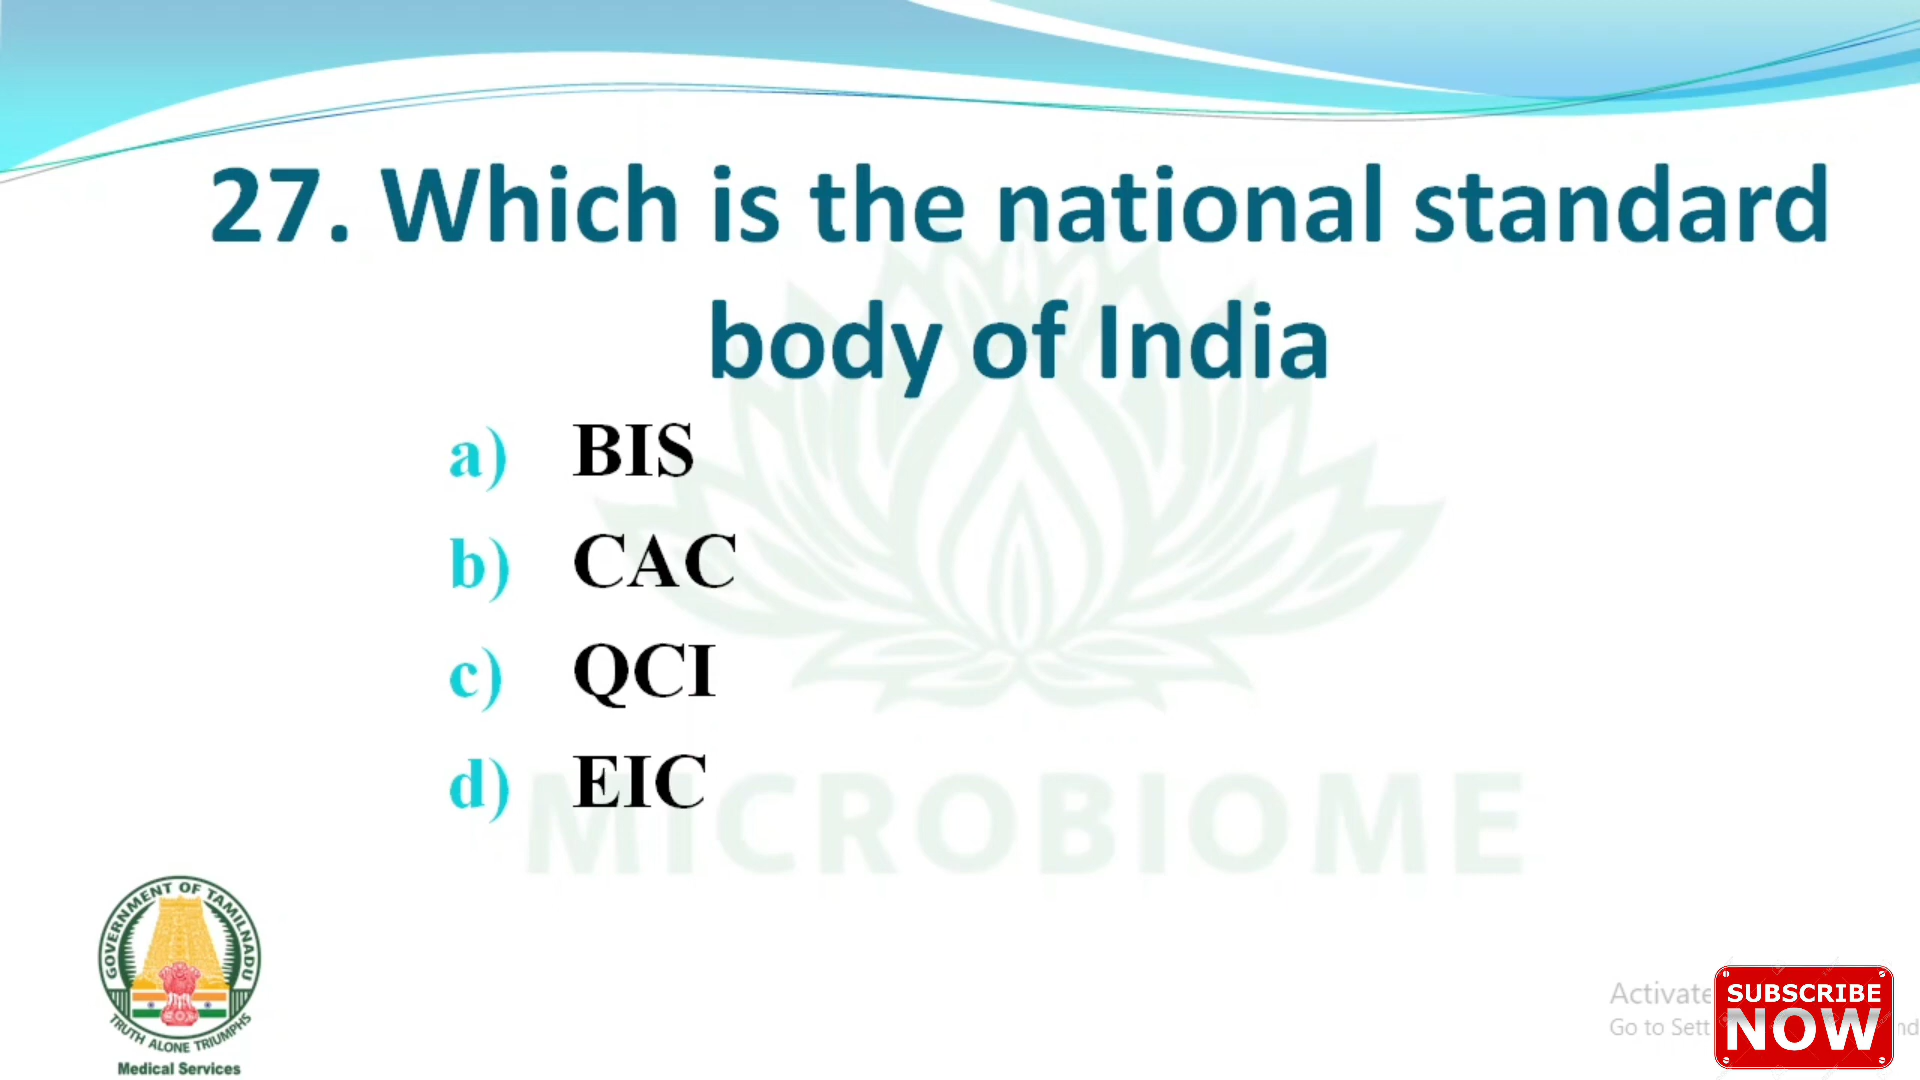 27. Which is the national standard
body of India
a) BIS
b) CAC
c) QCI
d) EIC
MICROBIOME
GOVERNMENT OF TAMILNADU
TRUTH ALONE TRIUMPHS
Medical Services
Activate
Go to Sett
SUBSCRIBE
NOW